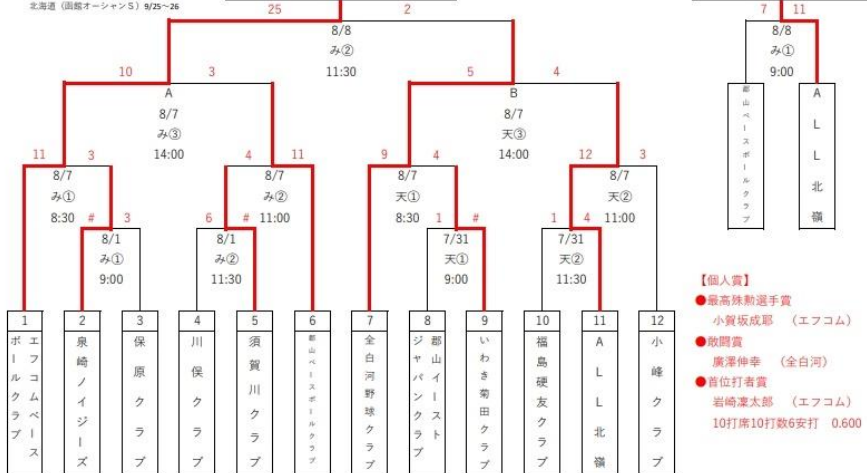 北海道（函館オーシャンS）9/25～26
25 2
7 11
8/8
み②
11:30
8/8
み①
9:00
郡山ベースボールクラブ
ALL北嶺
10 3
5 4
A
8/7
み③
14:00
B
8/7
天③
14:00
11 3
4 11
9 4
12 3
8/7
み①
8:30
8/7
み②
11:00
8/7
天①
8:30
8/7
天②
11:00
# 3
6 #
1 #
1 4
8/1
み①
9:00
8/1
み②
11:30
7/31
天①
9:00
7/31
天②
11:30
1 2 3 4 5 6 7 8 9 10 11 12
エフコムベースボールクラブ
泉崎ノイジーズ
保原クラブ
川俣クラブ
須賀川クラブ
郡山ベースボールクラブ
全白河野球クラブ
郡山イーストジャパンクラブ
いわき菊田クラブ
福島硬友クラブ
ALL北嶺
小峰クラブ
【個人賞】
●最高殊勲選手賞
小賀坂成耶 （エフコム）
●敢闘賞
廣澤伸幸 （全白河）
●首位打者賞
岩崎凜太郎 （エフコム）
10打席10打数6安打 0.600